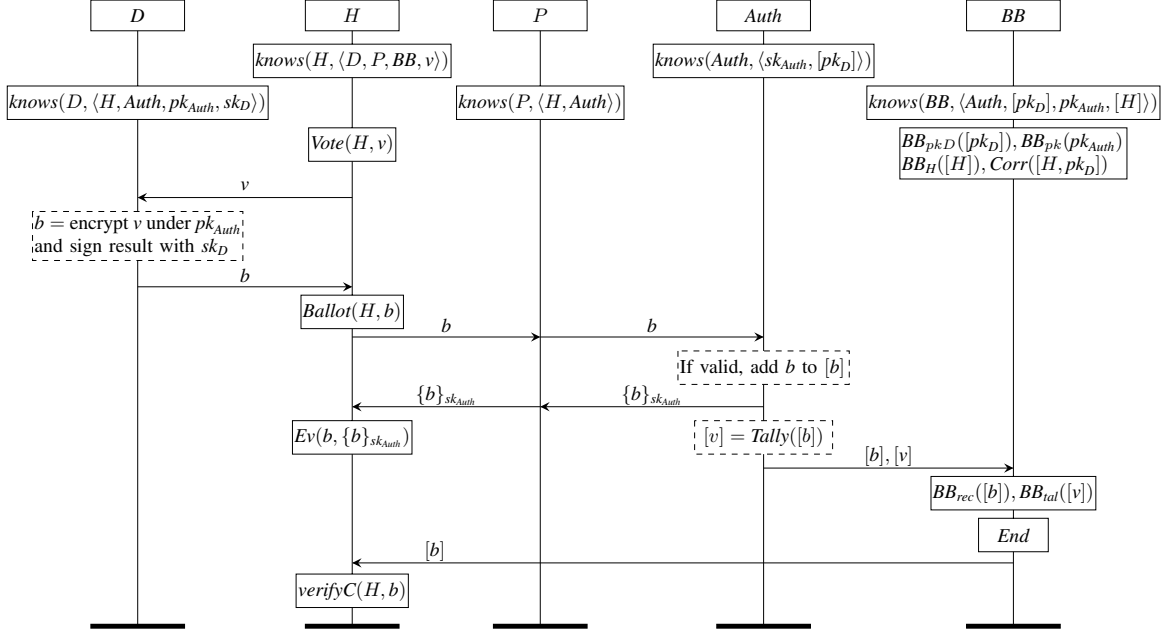 D H P Auth BB
knows(H, ⟨D, P, BB, v⟩) knows(Auth, ⟨sk_Auth, [pk_D]⟩)
knows(D, ⟨H, Auth, pk_Auth, sk_D⟩) knows(P, ⟨H, Auth⟩) knows(BB, ⟨Auth, [pk_D], pk_Auth, [H]⟩)
Vote(H, v)
BB_pkD([pk_D]), BB_pk(pk_Auth)
BB_H([H]), Corr([H, pk_D])
v
b = encrypt v under pk_Auth
and sign result with sk_D
b
Ballot(H, b)
b b
If valid, add b to [b]
{b}_sk_Auth {b}_sk_Auth
Ev(b, {b}_sk_Auth) [v] = Tally([b])
[b], [v]
BB_rec([b]), BB_tal([v])
End
[b]
verifyC(H, b)